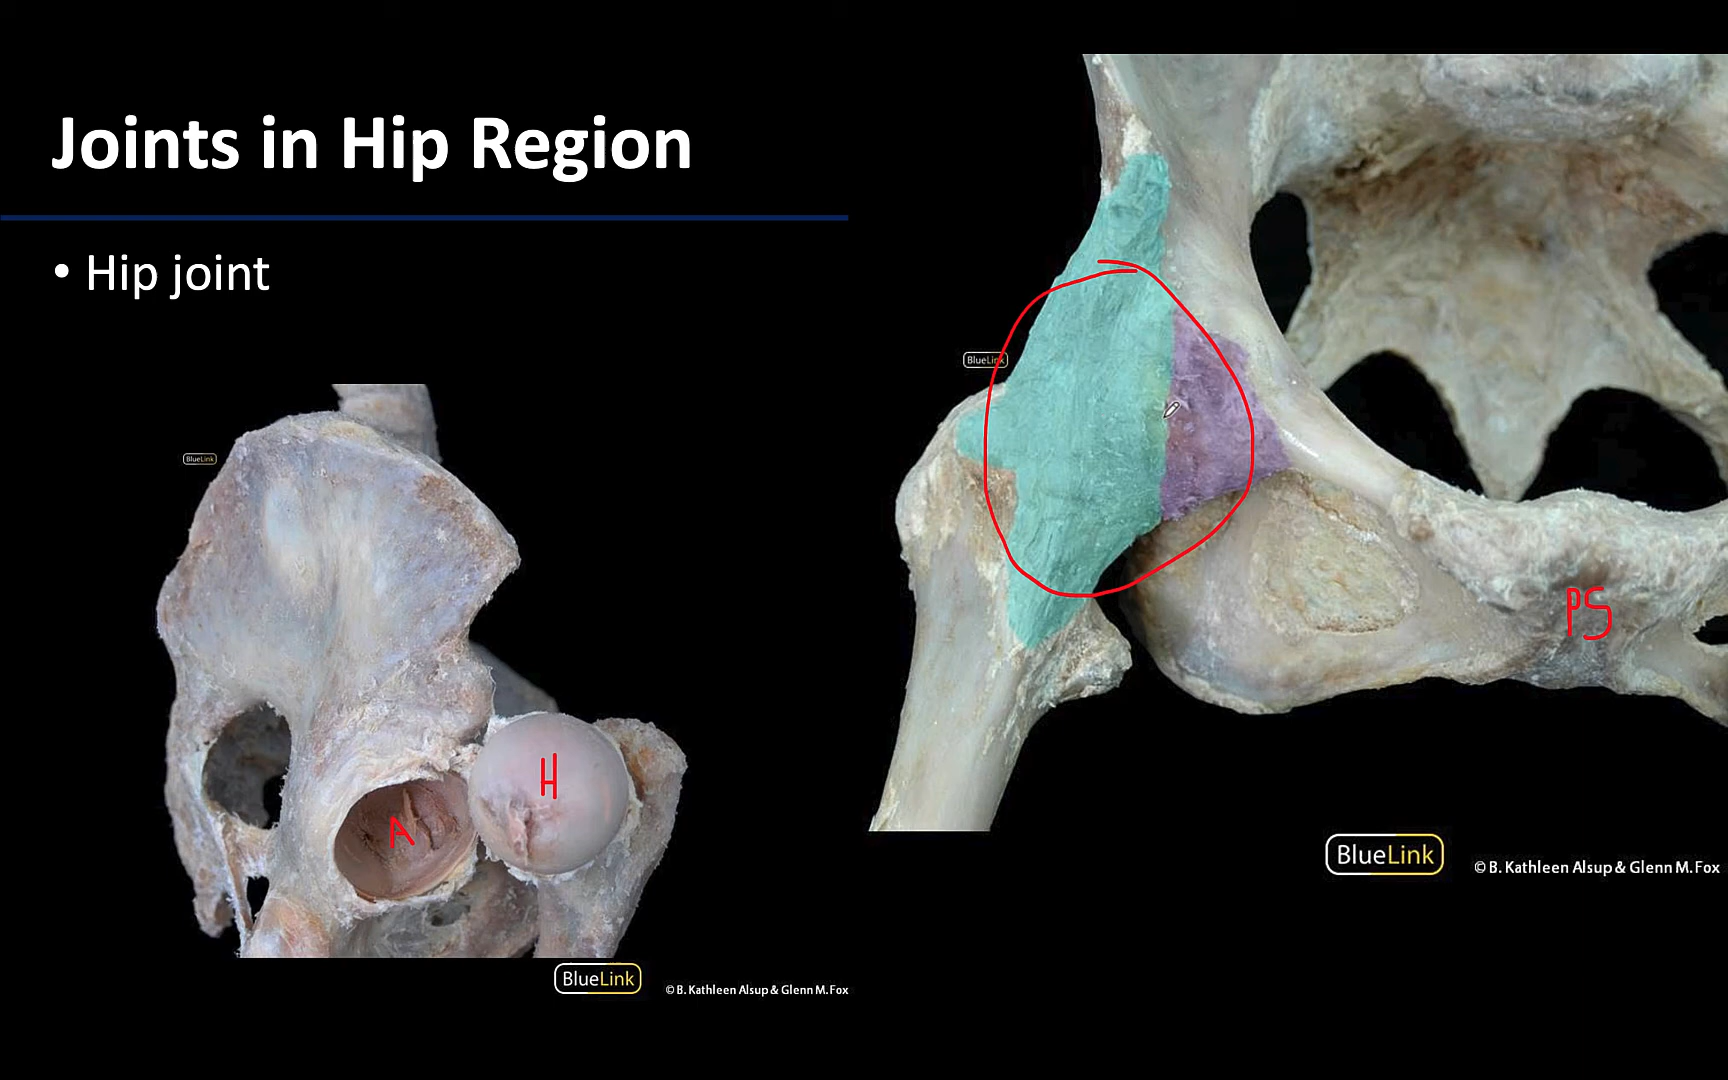 Joints in Hip Region
• Hip joint
BlueLink
A
H
BlueLink
© B. Kathleen Alsup & Glenn M. Fox
BlueLink
PS
BlueLink
© B. Kathleen Alsup & Glenn M. Fox